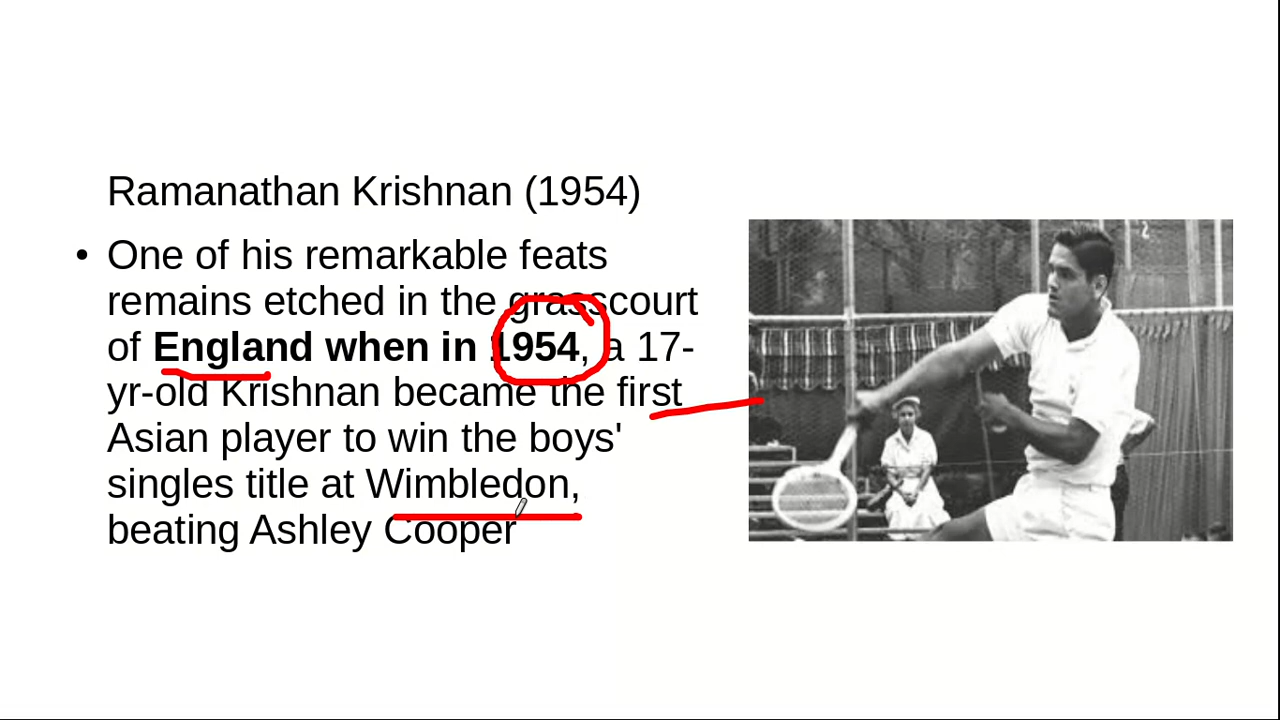 Ramanathan Krishnan (1954)
• One of his remarkable feats
remains etched in the grasscourt
of England when in 1954, a 17-
yr-old Krishnan became the first
Asian player to win the boys'
singles title at Wimbledon,
beating Ashley Cooper